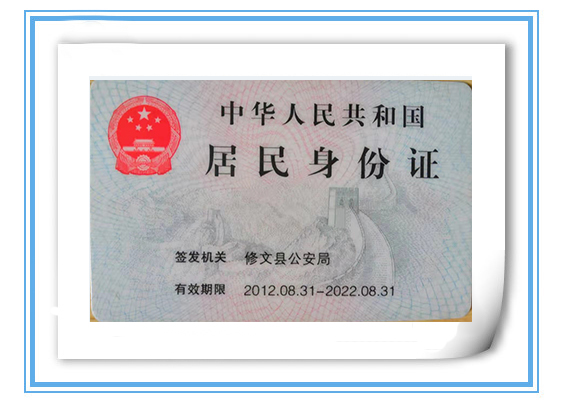 中华人民共和国
居民身份证
签发机关 修文县公安局
有效期限 2012.08.31-2022.08.31